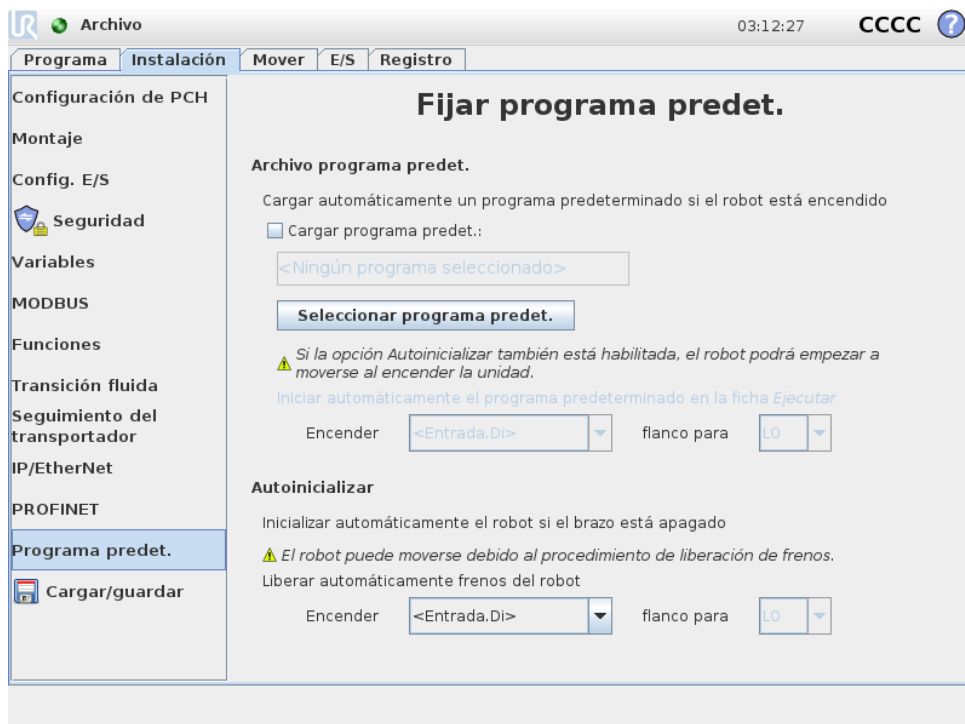 UR Archivo 03:12:27 CCCC ?
Programa Instalación Mover E/S Registro
Configuración de PCH
Montaje
Config. E/S
Seguridad
Variables
MODBUS
Funciones
Transición fluida
Seguimiento del
transportador
IP/EtherNet
PROFINET
Programa predet.
Cargar/guardar
Fijar programa predet.
Archivo programa predet.
Cargar automáticamente un programa predeterminado si el robot está encendido
Cargar programa predet.:
<Ningún programa seleccionado>
Seleccionar programa predet.
Si la opción Autoinicializar también está habilitada, el robot podrá empezar a
moverse al encender la unidad.
Iniciar automáticamente el programa predeterminado en la ficha Ejecutar
Encender <Entrada.Di> flanco para LO
Autoinicializar
Inicializar automáticamente el robot si el brazo está apagado
El robot puede moverse debido al procedimiento de liberación de frenos.
Liberar automáticamente frenos del robot
Encender <Entrada.Di> flanco para LO